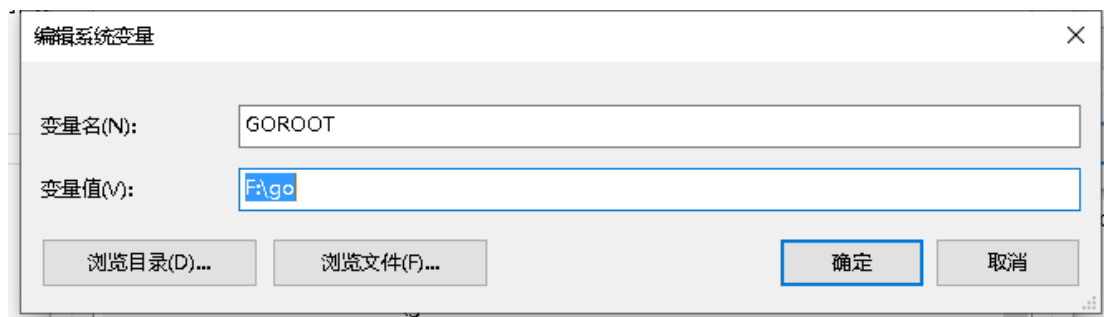 编辑系统变量
变量名(N):
GOROOT
变量值(V):
F:\go
浏览目录(D)...
浏览文件(F)...
确定
取消